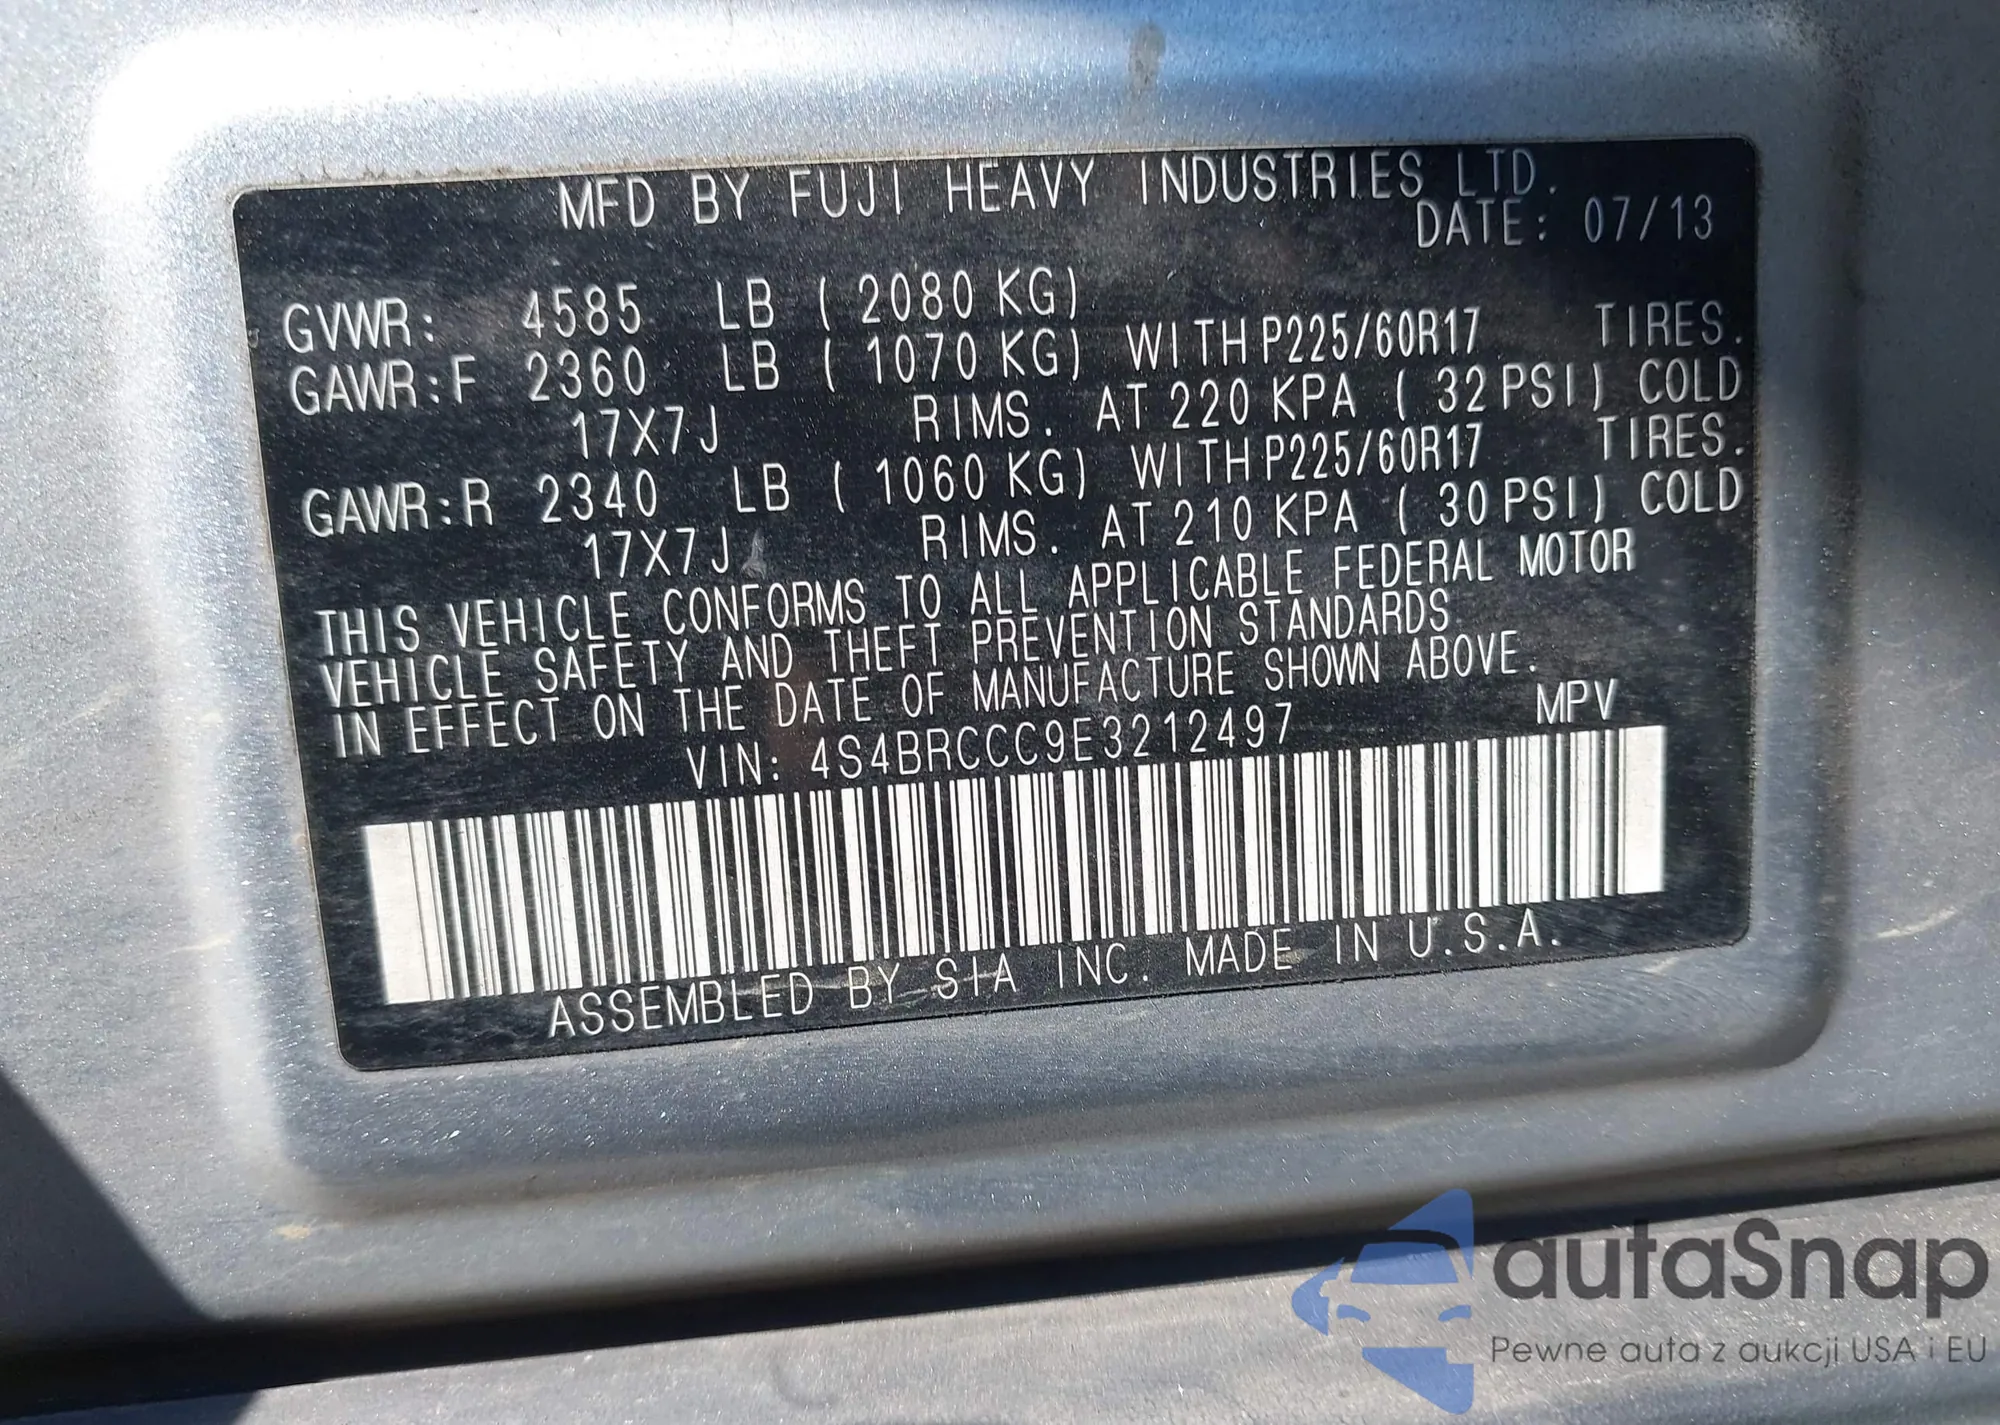 MFD BY FUJI HEAVY INDUSTRIES LTD.
DATE: 07/13
GVWR: 4585 LB ( 2080 KG)
GAWR:F 2360 LB ( 1070 KG) WITH P225/60R17 TIRES.
17X7J RIMS. AT 220 KPA ( 32 PSI) COLD
GAWR:R 2340 LB ( 1060 KG) WITH P225/60R17 TIRES.
17X7J RIMS. AT 210 KPA ( 30 PSI) COLD
THIS VEHICLE CONFORMS TO ALL APPLICABLE FEDERAL MOTOR
VEHICLE SAFETY AND THEFT PREVENTION STANDARDS
IN EFFECT ON THE DATE OF MANUFACTURE SHOWN ABOVE.
VIN: 4S4BRCCC9E3212497 MPV
ASSEMBLED BY SIA INC. MADE IN U.S.A.
autaSnap
Pewne auta z aukcji USA i EU